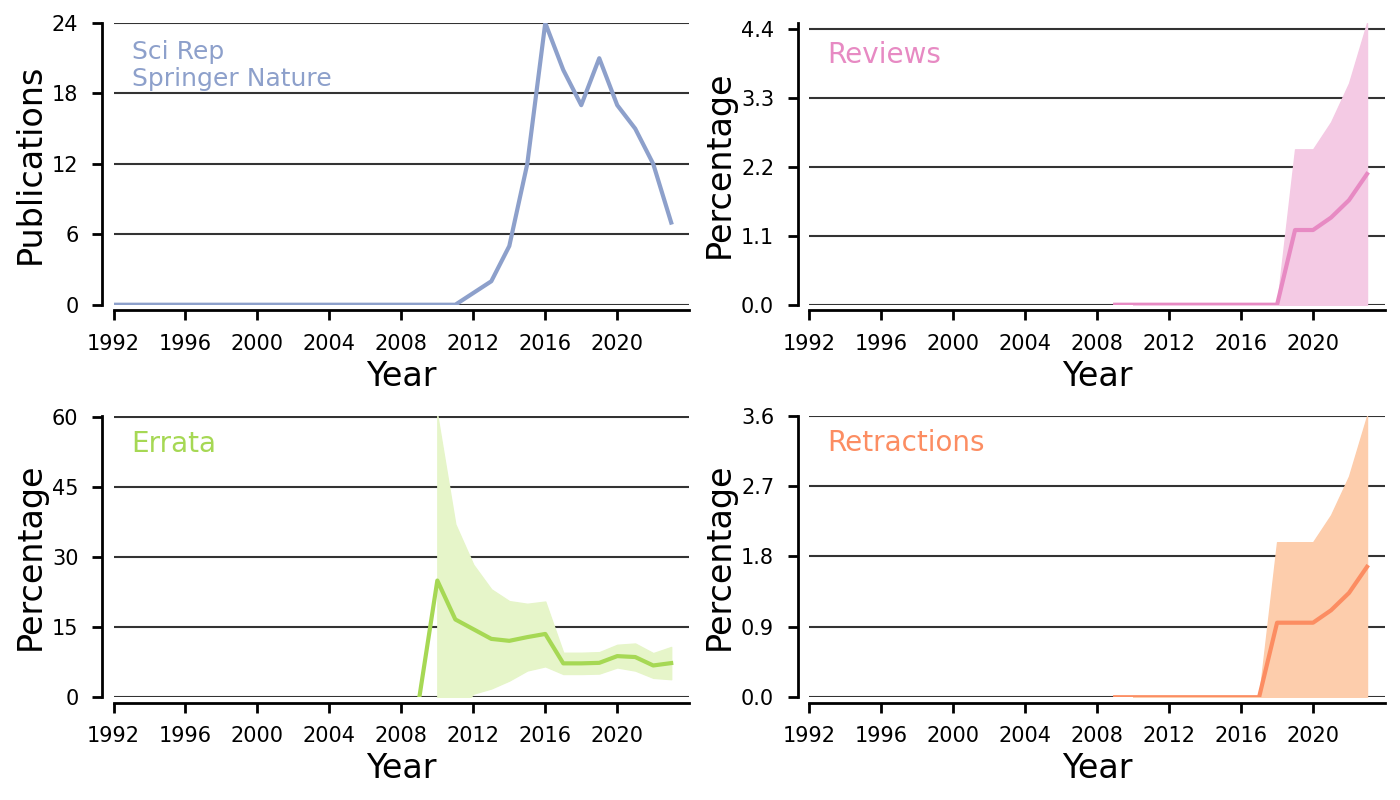 24
18
12
6
0
Publications
Sci Rep
Springer Nature
1992 1996 2000 2004 2008 2012 2016 2020
Year
4.4
3.3
2.2
1.1
0.0
Percentage
Reviews
1992 1996 2000 2004 2008 2012 2016 2020
Year
60
45
30
15
0
Percentage
Errata
1992 1996 2000 2004 2008 2012 2016 2020
Year
3.6
2.7
1.8
0.9
0.0
Percentage
Retractions
1992 1996 2000 2004 2008 2012 2016 2020
Year